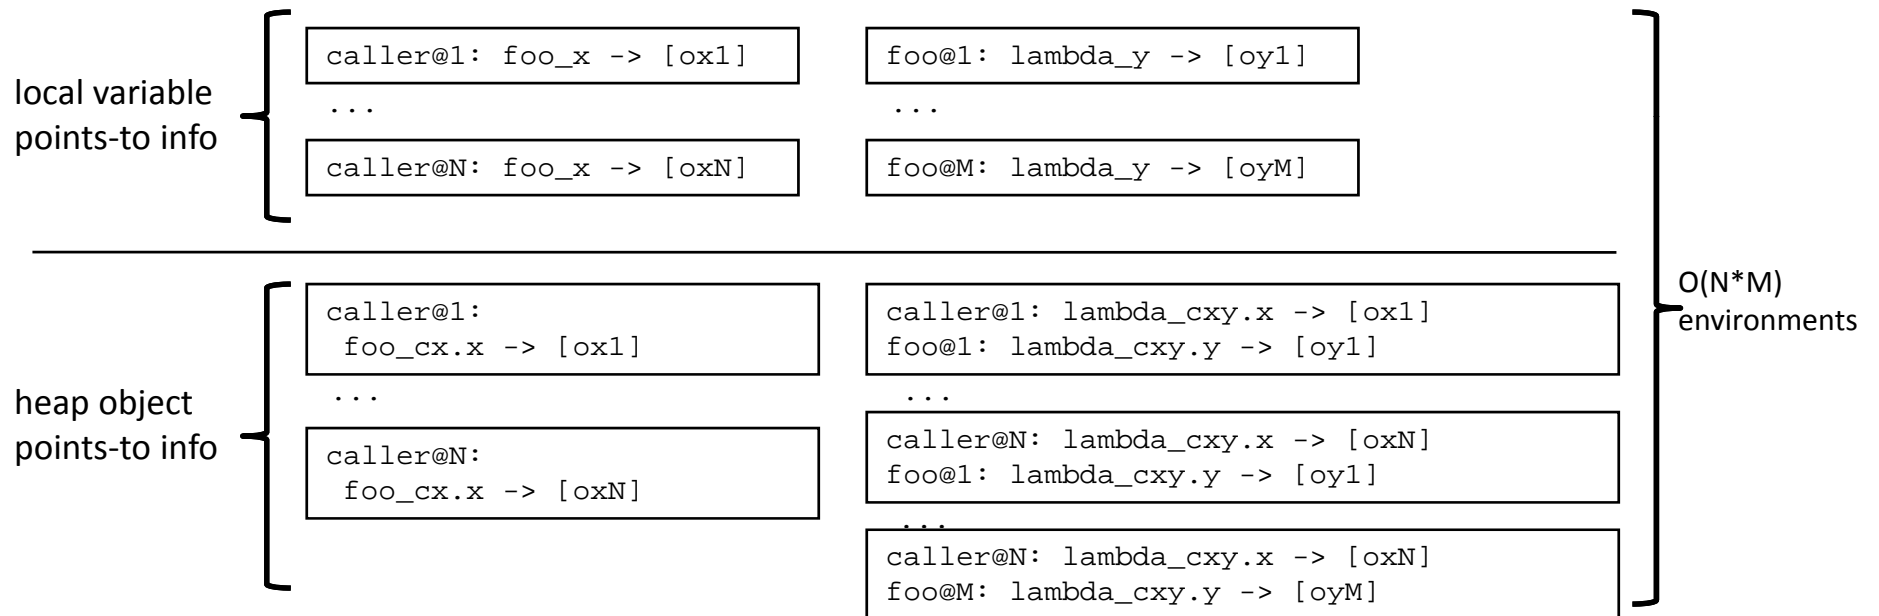 local variable
points-to info
caller@1: foo_x -> [ox1]
...
caller@N: foo_x -> [oxN]
foo@1: lambda_y -> [oy1]
...
foo@M: lambda_y -> [oyM]
heap object
points-to info
caller@1:
foo_cx.x -> [ox1]
...
caller@N:
foo_cx.x -> [oxN]
caller@1: lambda_cxy.x -> [ox1]
foo@1: lambda_cxy.y -> [oy1]
...
caller@N: lambda_cxy.x -> [oxN]
foo@1: lambda_cxy.y -> [oy1]
...
caller@N: lambda_cxy.x -> [oxN]
foo@M: lambda_cxy.y -> [oyM]
O(N*M)
environments